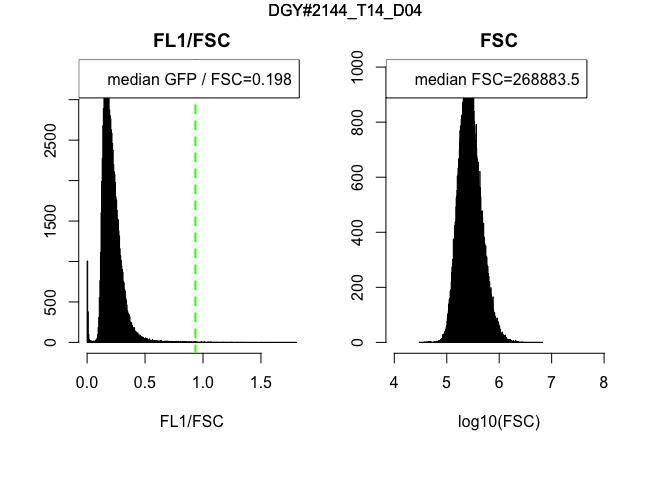 DGY#2144_T14_D04
FL1/FSC
median GFP / FSC=0.198
0
500
1500
2500
0.0 0.5 1.0 1.5
FL1/FSC
FSC
median FSC=268883.5
0
200
400
600
800
1000
4 5 6 7 8
log10(FSC)